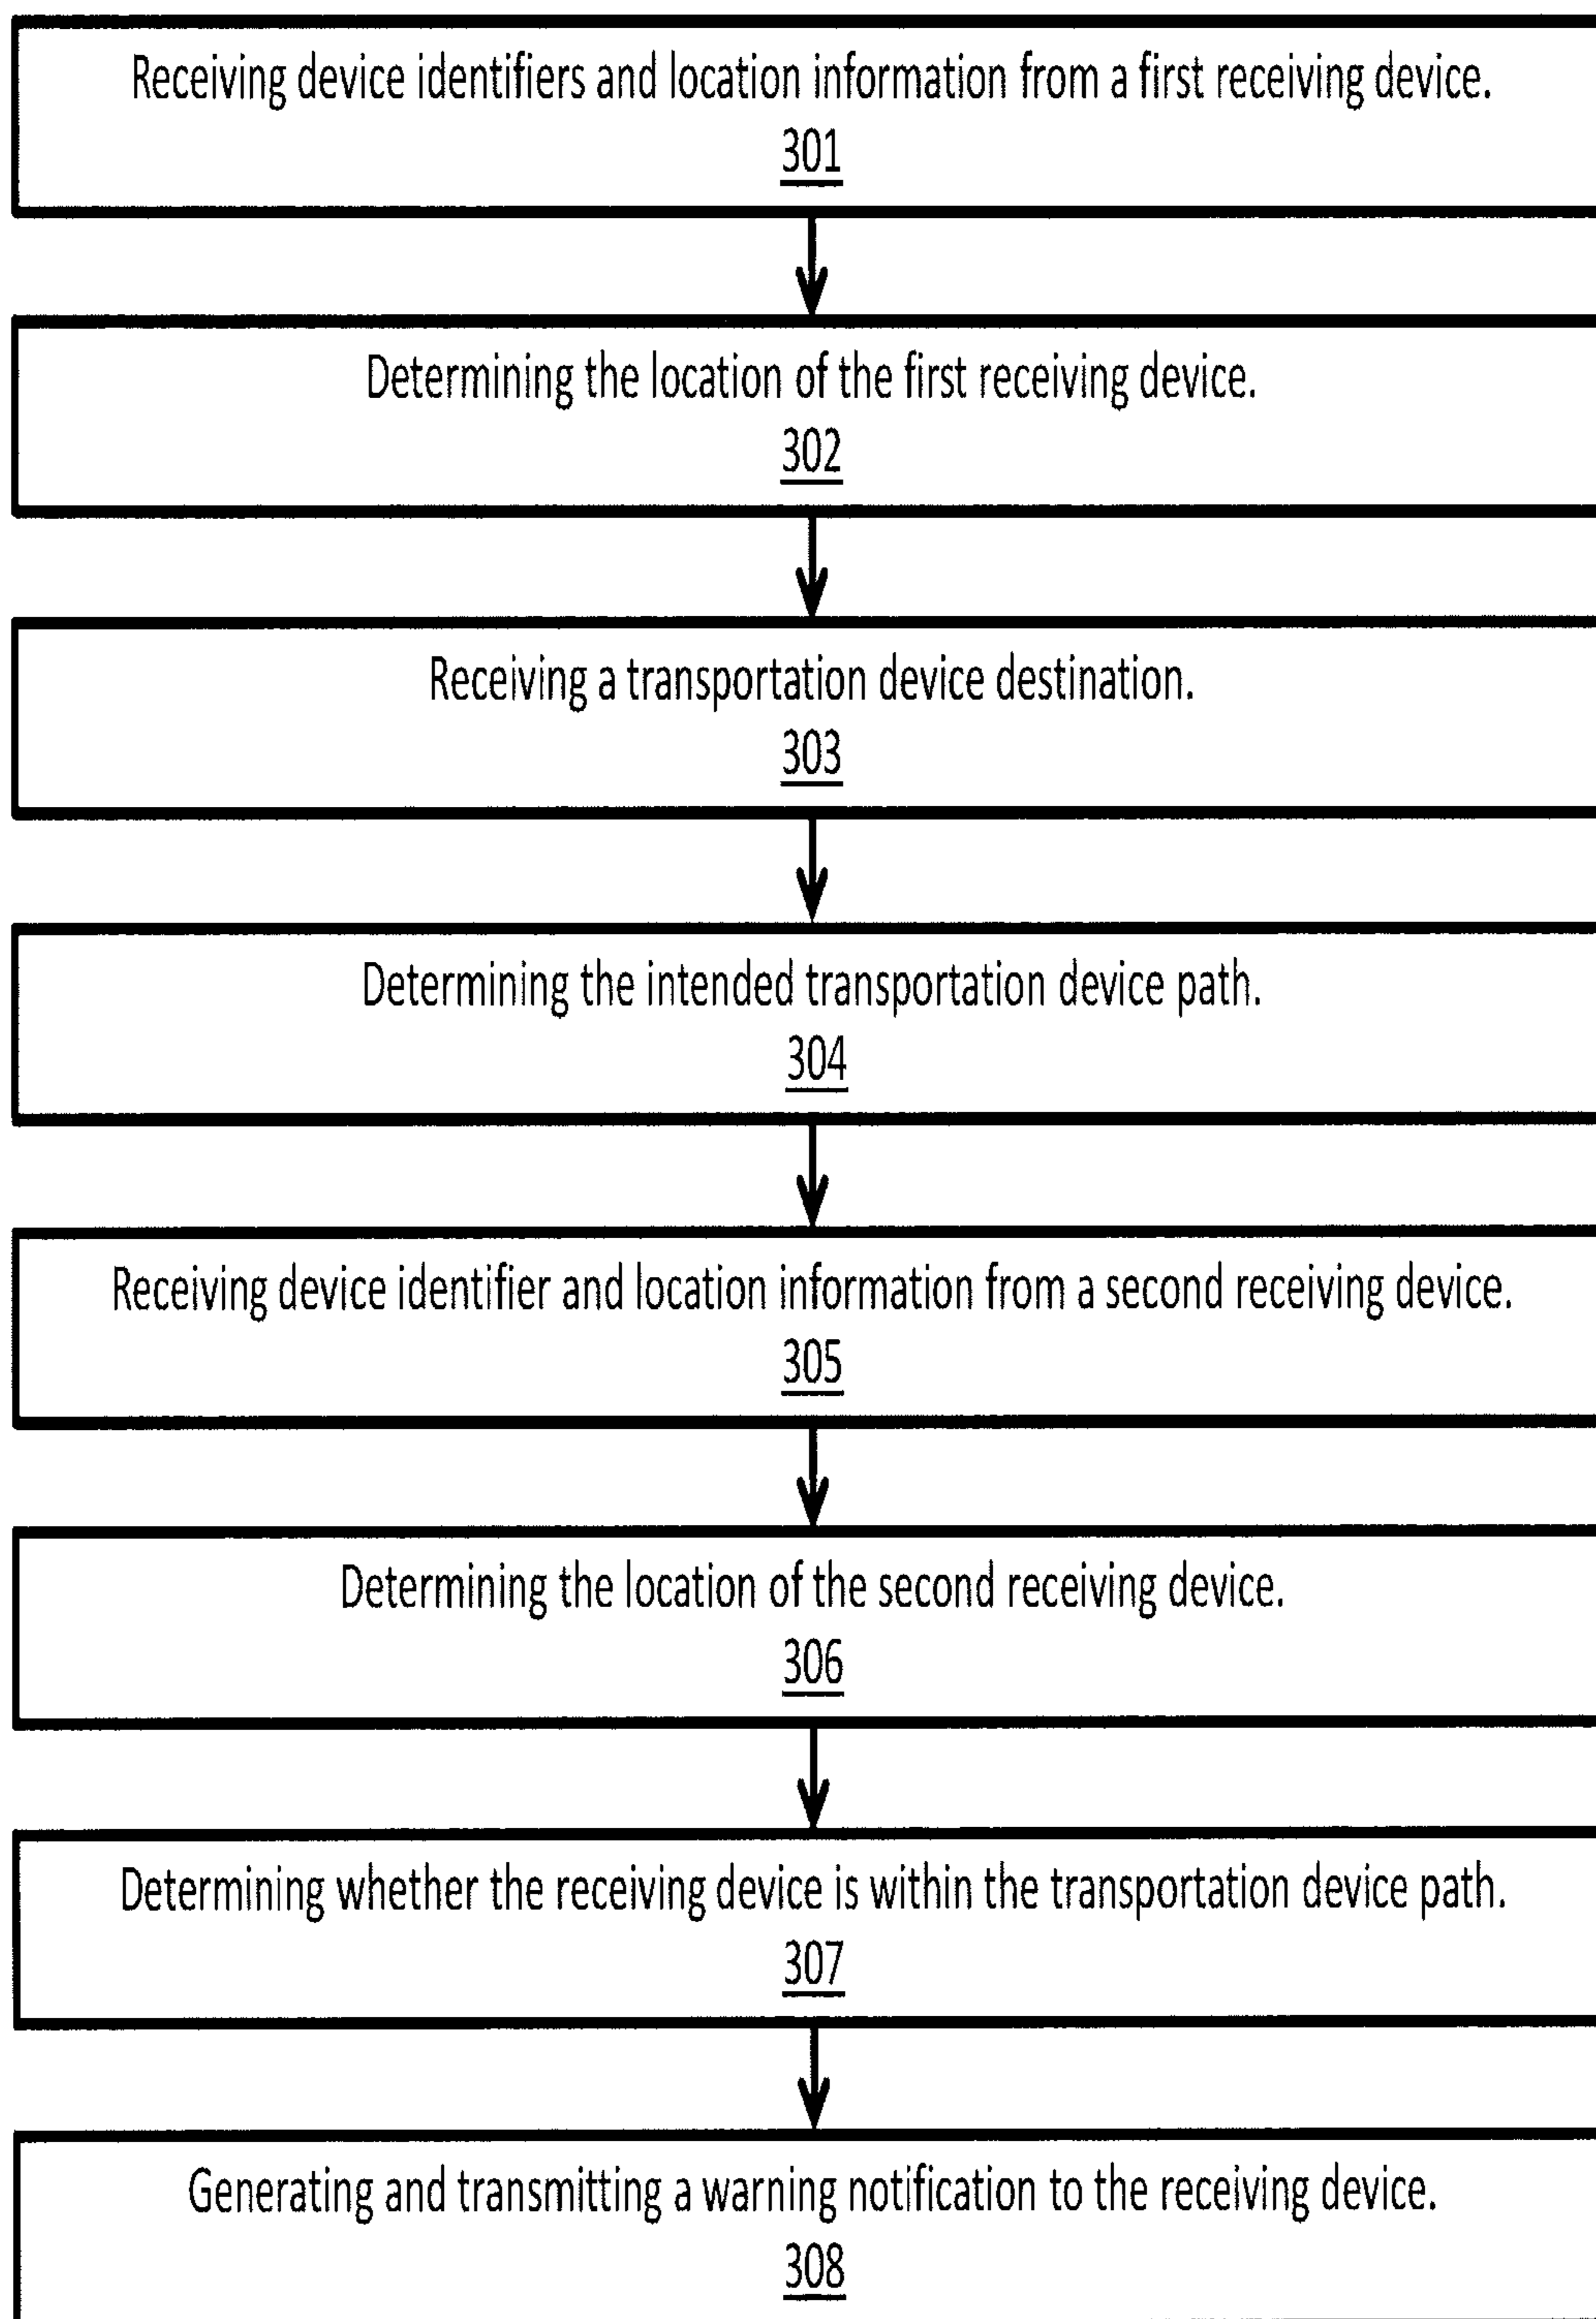 Receiving device identifiers and location information from a first receiving device.
301
Determining the location of the first receiving device.
302
Receiving a transportation device destination.
303
Determining the intended transportation device path.
304
Receiving device identifier and location information from a second receiving device.
305
Determining the location of the second receiving device.
306
Determining whether the receiving device is within the transportation device path.
307
Generating and transmitting a warning notification to the receiving device.
308